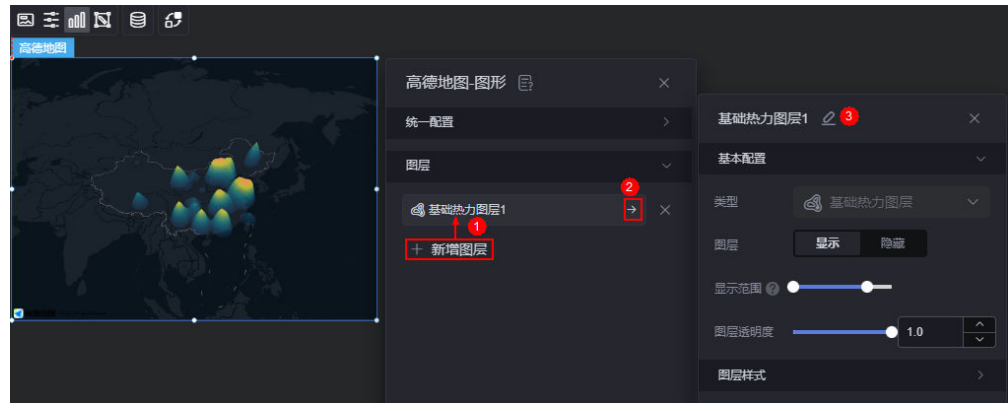 高德地图
高德地图-图形
统一配置
图层
基础热力图层1
2
1
新增图层
基础热力图层1
3
基本配置
类型
基础热力图层
图层
显示
隐藏
显示范围
图层透明度
1.0
图层样式